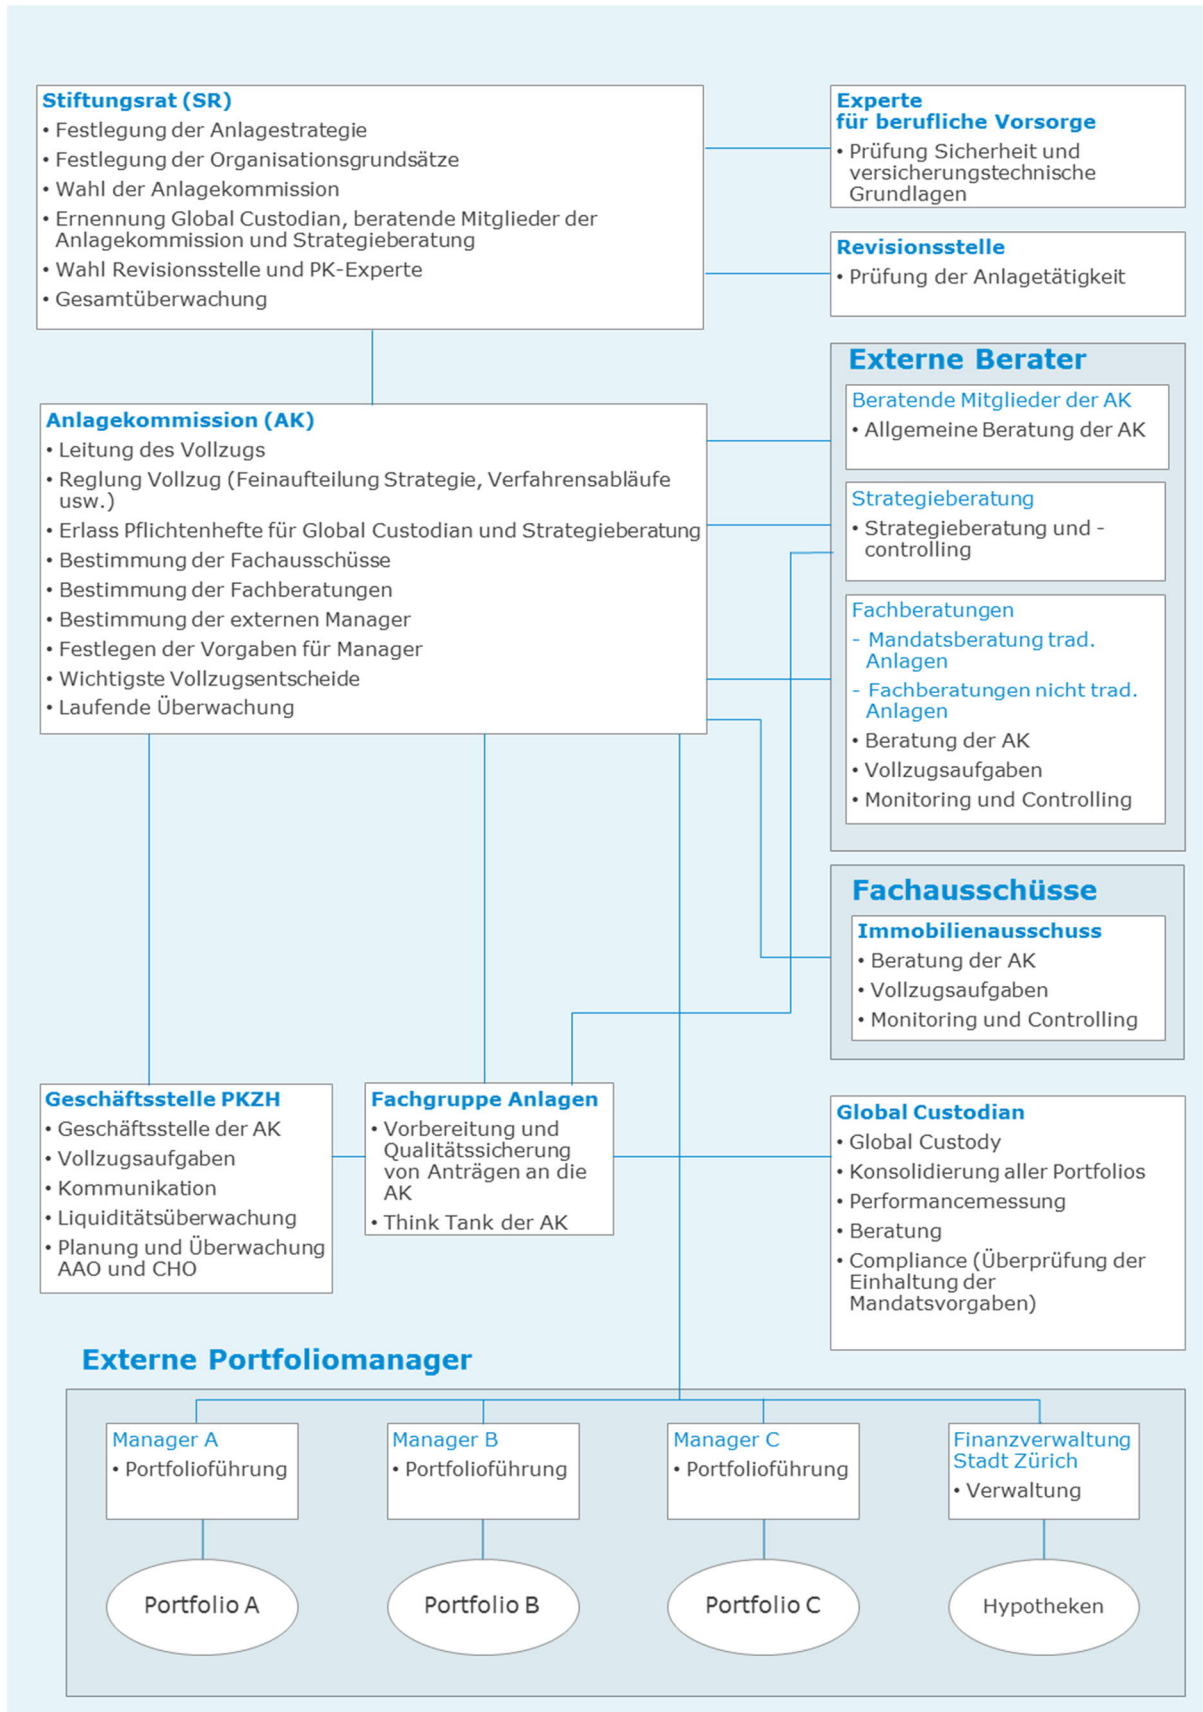 Stiftungsrat (SR)
• Festlegung der Anlagestrategie
• Festlegung der Organisationsgrundsätze
• Wahl der Anlagekommission
• Ernennung Global Custodian, beratende Mitglieder der
Anlagekommission und Strategieberatung
• Wahl Revisionsstelle und PK-Experte
• Gesamtüberwachung
Experte
für berufliche Vorsorge
• Prüfung Sicherheit und
versicherungstechnische
Grundlagen
Revisionsstelle
• Prüfung der Anlagetätigkeit
Anlagekommission (AK)
• Leitung des Vollzugs
• Reglung Vollzug (Feinaufteilung Strategie, Verfahrensabläufe
usw.)
• Erlass Pflichtenhefte für Global Custodian und Strategieberatung
• Bestimmung der Fachausschüsse
• Bestimmung der Fachberatungen
• Bestimmung der externen Manager
• Festlegen der Vorgaben für Manager
• Wichtigste Vollzugsentscheide
• Laufende Überwachung
Externe Berater
Beratende Mitglieder der AK
• Allgemeine Beratung der AK
Strategieberatung
• Strategieberatung und -
controlling
Fachberatungen
- Mandatsberatung trad.
Anlagen
- Fachberatungen nicht trad.
Anlagen
• Beratung der AK
• Vollzugsaufgaben
• Monitoring und Controlling
Fachausschüsse
Immobilienausschuss
• Beratung der AK
• Vollzugsaufgaben
• Monitoring und Controlling
Geschäftsstelle PKZH
• Geschäftsstelle der AK
• Vollzugsaufgaben
• Kommunikation
• Liquiditätsüberwachung
• Planung und Überwachung
AAO und CHO
Fachgruppe Anlagen
• Vorbereitung und
Qualitätssicherung
von Anträgen an die
AK
• Think Tank der AK
Global Custodian
• Global Custody
• Konsolidierung aller Portfolios
• Performancemessung
• Beratung
• Compliance (Überprüfung der
Einhaltung der
Mandatsvorgaben)
Externe Portfoliomanager
Manager A
• Portfolioführung
Manager B
• Portfolioführung
Manager C
• Portfolioführung
Finanzverwaltung
Stadt Zürich
• Verwaltung
Portfolio A
Portfolio B
Portfolio C
Hypotheken